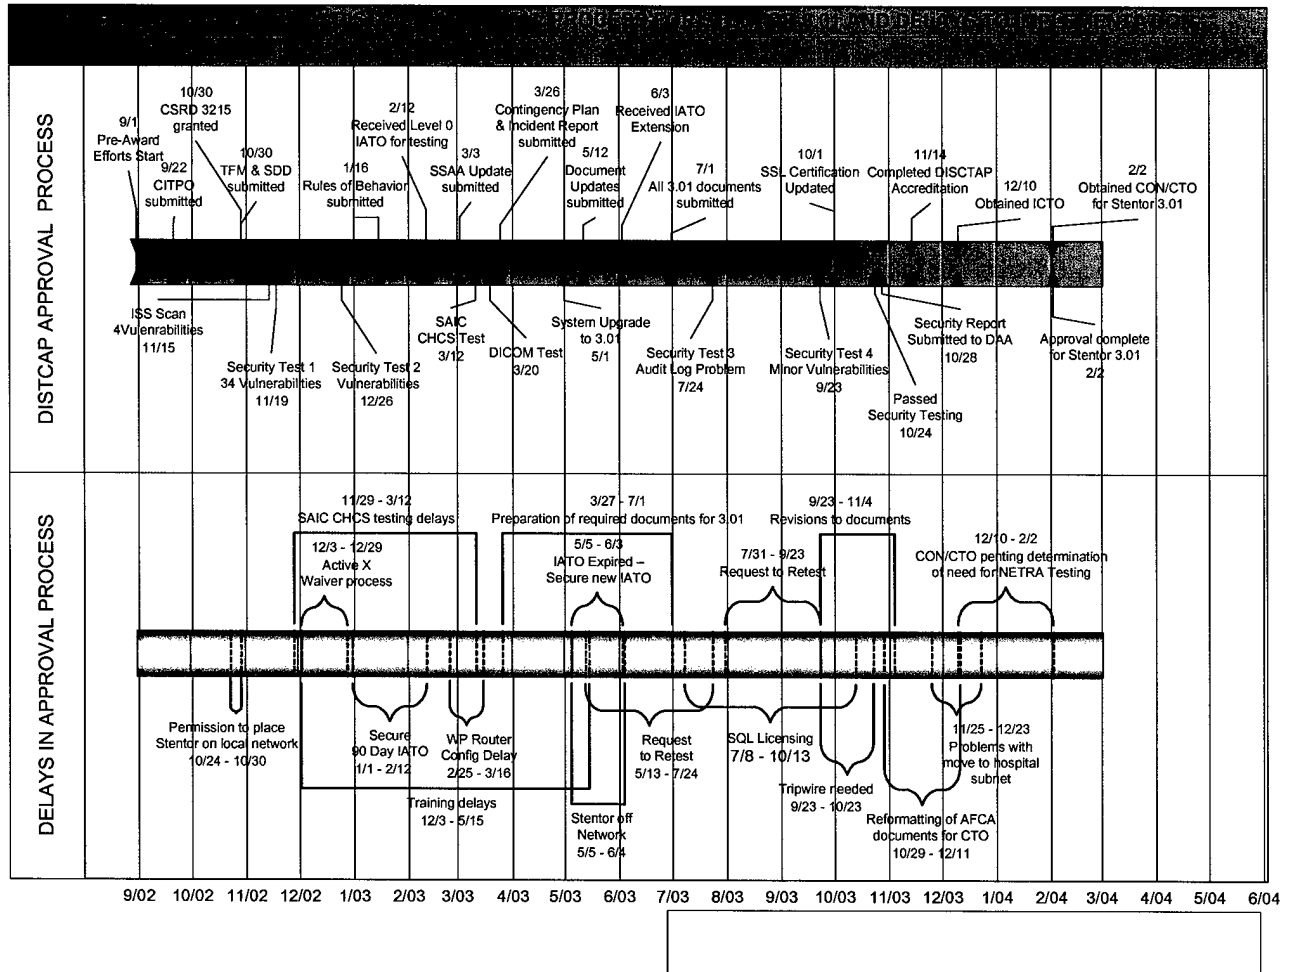 DISTCAP APPROVAL PROCESS
9/1
Pre-Award
Efforts Start
9/22
CITPO
submitted
10/30
CSRD 3215
granted
10/30
TFM & SDD
submitted
1/16
Rules of Behavior
submitted
2/12
Received Level 0
IATO for testing
3/3
SSAA Update
submitted
3/26
Contingency Plan
& Incident Report
submitted
5/12
Document
Updates
submitted
6/3
Received IATO
Extension
7/1
All 3.01 documents
submitted
10/1
SSL Certification
Updated
11/14
Completed DISCTAP
Accreditation
12/10
Obtained ICTO
2/2
Obtained CON/CTO
for Stentor 3.01
ISS Scan
4Vulenrabilities
11/15
Security Test 1
34 Vulnerabilities
11/19
Security Test 2
Vulnerabilities
12/26
SAIC
CHCS Test
3/12
DICOM Test
3/20
System Upgrade
to 3.01
5/1
Security Test 3
Audit Log Problem
7/24
Security Test 4
Minor Vulnerabilities
9/23
Passed
Security Testing
10/24
Security Report
Submitted to DAA
10/28
Approval complete
for Stentor 3.01
2/2
DELAYS IN APPROVAL PROCESS
11/29 - 3/12
SAIC CHCS testing delays
12/3 - 12/29
Active X
Waiver process
3/27 - 7/1
Preparation of required documents for 3.01
5/5 - 6/3
IATO Expired –
Secure new IATO
7/31 - 9/23
Request to Retest
9/23 - 11/4
Revisions to documents
12/10 - 2/2
CON/CTO penting determination
of need for NETRA Testing
Permission to place
Stentor on local network
10/24 - 10/30
Secure
90 Day IATO
1/1 - 2/12
WP Router
Config Delay
2/25 - 3/16
Training delays
12/3 - 5/15
Stentor off
Network
5/5 - 6/4
Request
to Retest
5/13 - 7/24
SQL Licensing
7/8 - 10/13
Tripwire needed
9/23 - 10/23
Reformatting of AFCA
documents for CTO
10/29 - 12/11
11/25 - 12/23
Problems with
move to hospital
subnet
9/02 10/02 11/02 12/02 1/03 2/03 3/03 4/03 5/03 6/03 7/03 8/03 9/03 10/03 11/03 12/03 1/04 2/04 3/04 4/04 5/04 6/04